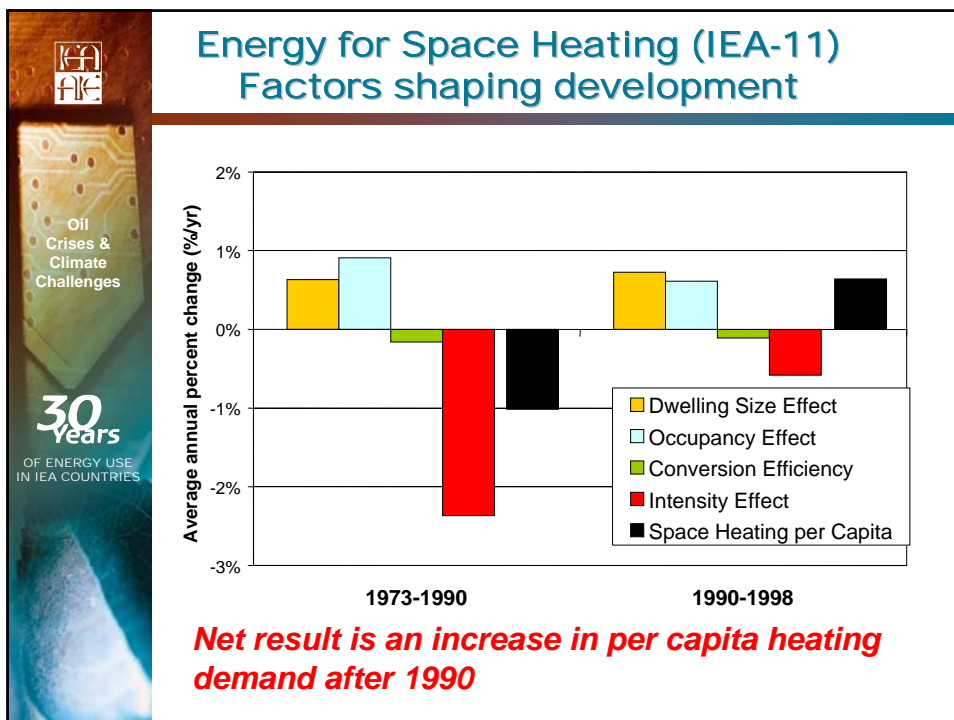 Energy for Space Heating (IEA-11)
Factors shaping development
IEA
AIE
Oil
Crises &
Climate
Challenges
30
Years
OF ENERGY USE
IN IEA COUNTRIES
Average annual percent change (%/yr)
2%
1%
0%
-1%
-2%
-3%
Dwelling Size Effect
Occupancy Effect
Conversion Efficiency
Intensity Effect
Space Heating per Capita
1973-1990
1990-1998
Net result is an increase in per capita heating
demand after 1990